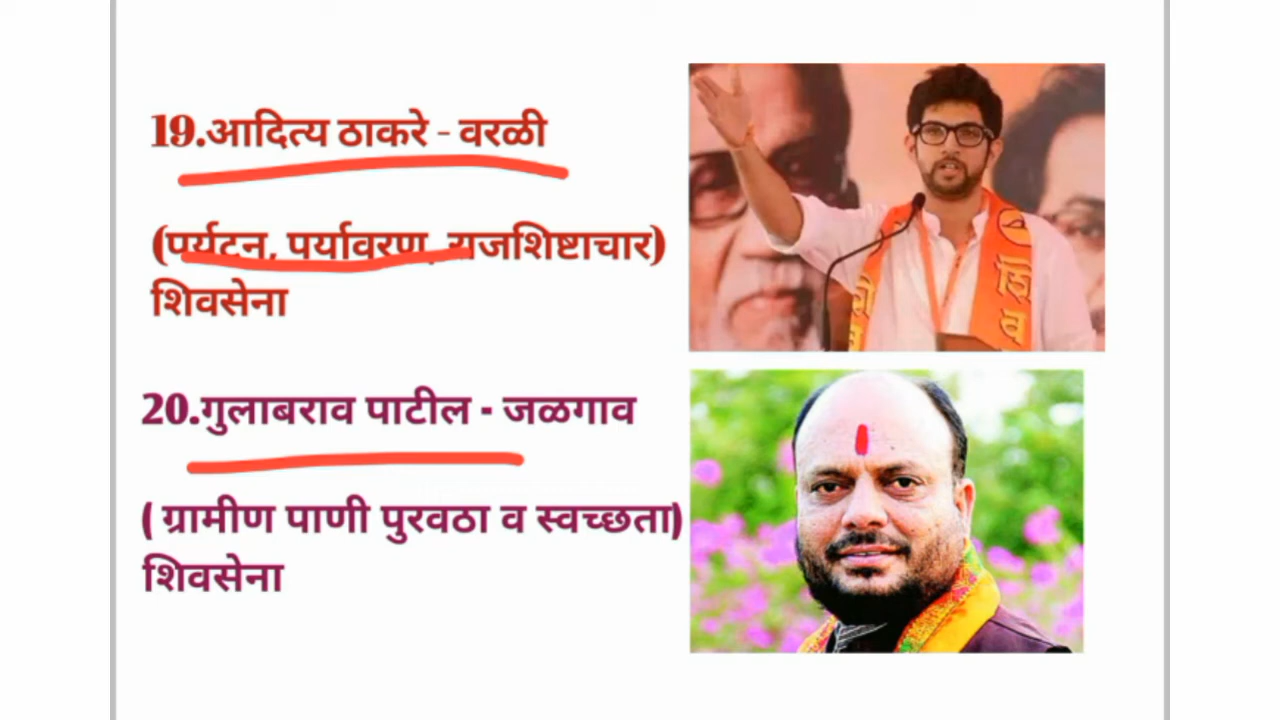 19.आदित्य ठाकरे - वरळी
(पर्यटन, पर्यावरण, राजशिष्टाचार)
शिवसेना
20.गुलाबराव पाटील - जळगाव
( ग्रामीण पाणी पुरवठा व स्वच्छता)
शिवसेना